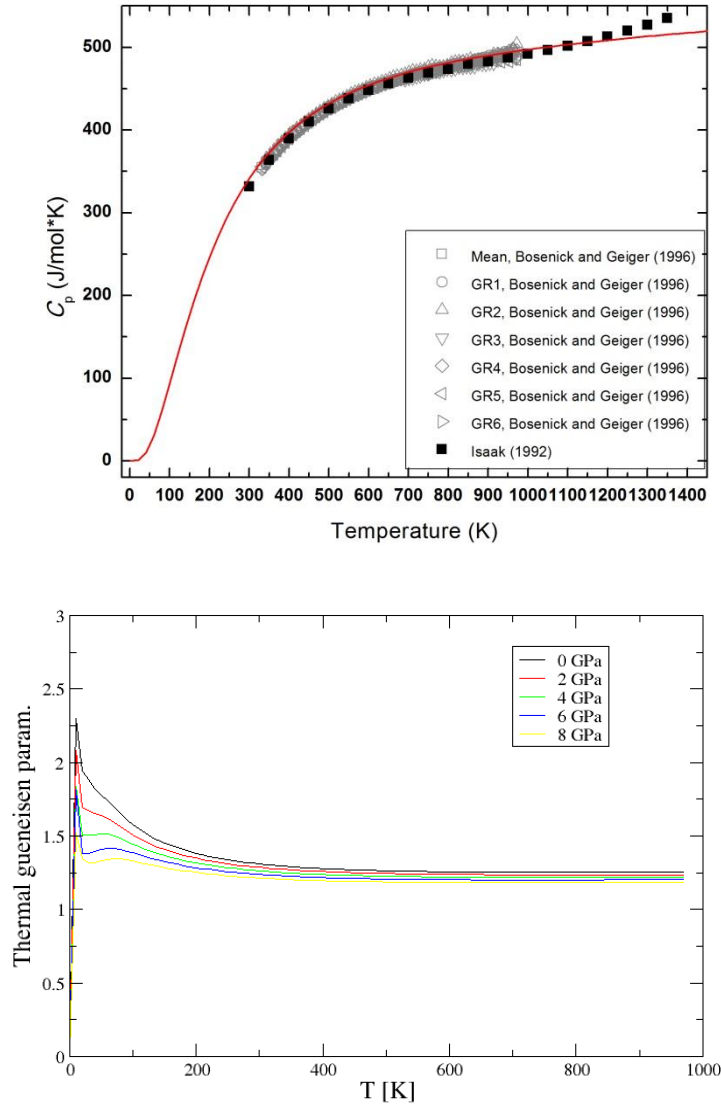 500
400
300
200
100
0
C_p (J/mol*K)
Mean, Bosenick and Geiger (1996)
GR1, Bosenick and Geiger (1996)
GR2, Bosenick and Geiger (1996)
GR3, Bosenick and Geiger (1996)
GR4, Bosenick and Geiger (1996)
GR5, Bosenick and Geiger (1996)
GR6, Bosenick and Geiger (1996)
Isaak (1992)
0 100 200 300 400 500 600 700 800 900 1000 1100 1200 1300 1400
Temperature (K)
3
2.5
2
1.5
1
0.5
0
Thermal gueneisen param.
0 GPa
2 GPa
4 GPa
6 GPa
8 GPa
0 200 400 600 800 1000
T [K]